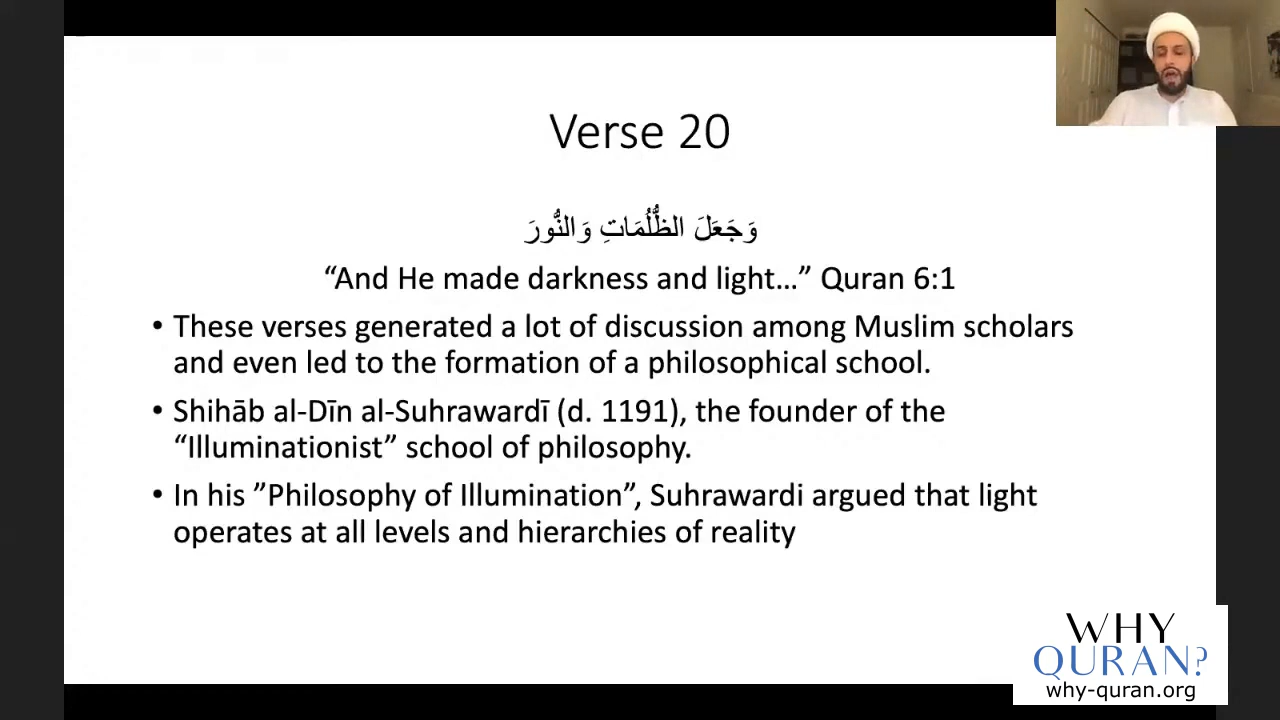 Verse 20
وَجَعَلَ الظُّلُمَاتِ وَالنُّورَ
“And He made darkness and light...” Quran 6:1
• These verses generated a lot of discussion among Muslim scholars
and even led to the formation of a philosophical school.
• Shihāb al-Dīn al-Suhrawardī (d. 1191), the founder of the
“Illuminationist” school of philosophy.
• In his ”Philosophy of Illumination”, Suhrawardi argued that light
operates at all levels and hierarchies of reality
WHY
QURAN?
why-quran.org